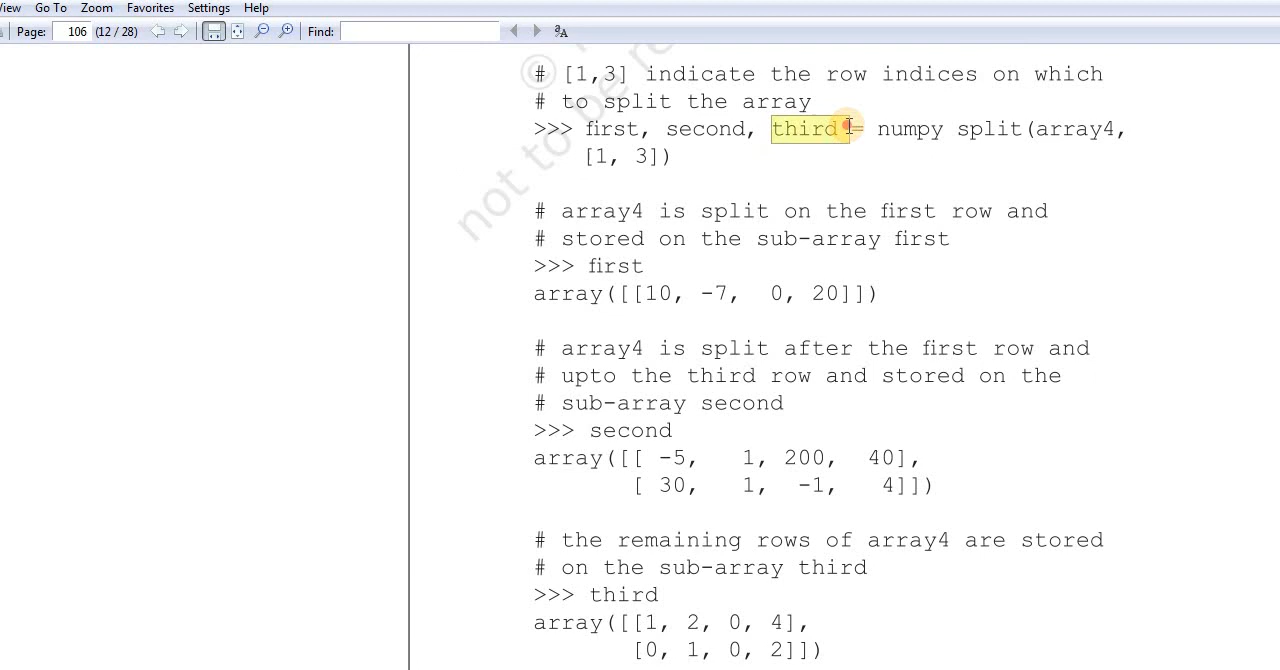 View Go To Zoom Favorites Settings Help
Page: 106 (12 / 28) Find:
# [1,3] indicate the row indices on which
# to split the array
>>> first, second, third = numpy split(array4,
[1, 3])
# array4 is split on the first row and
# stored on the sub-array first
>>> first
array([[10, -7, 0, 20]])
# array4 is split after the first row and
# upto the third row and stored on the
# sub-array second
>>> second
array([[ -5, 1, 200, 40],
[ 30, 1, -1, 4]])
# the remaining rows of array4 are stored
# on the sub-array third
>>> third
array([[1, 2, 0, 4],
[0, 1, 0, 2]])
©
not to be re